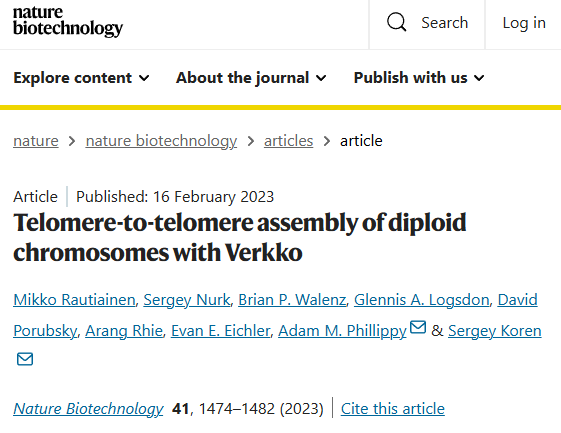 nature
biotechnology
Search
Log in
Explore content
About the journal
Publish with us
nature > nature biotechnology > articles > article
Article | Published: 16 February 2023
Telomere-to-telomere assembly of diploid
chromosomes with Verkko
Mikko Rautiainen, Sergey Nurk, Brian P. Walenz, Glennis A. Logsdon, David
Porubsky, Arang Rhie, Evan E. Eichler, Adam M. Phillippy & Sergey Koren
Nature Biotechnology 41, 1474–1482 (2023) | Cite this article